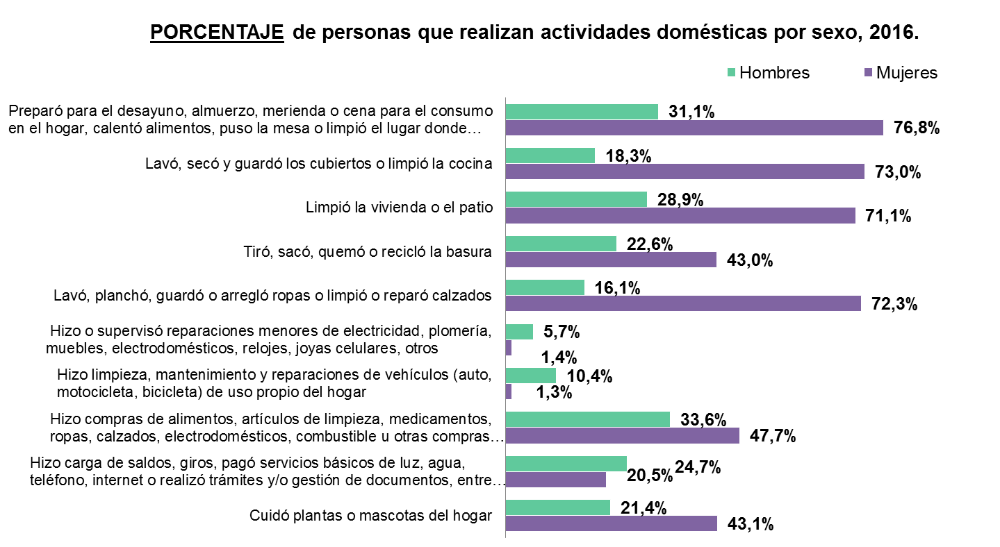 PORCENTAJE de personas que realizan actividades domésticas por sexo, 2016.
Hombres
Mujeres
Preparó para el desayuno, almuerzo, merienda o cena para el consumo
en el hogar, calentó alimentos, puso la mesa o limpió el lugar donde…
31,1%
76,8%
Lavó, secó y guardó los cubiertos o limpió la cocina
18,3%
73,0%
Limpió la vivienda o el patio
28,9%
71,1%
Tiró, sacó, quemó o recicló la basura
22,6%
43,0%
Lavó, planchó, guardó o arregló ropas o limpió o reparó calzados
16,1%
72,3%
Hizo o supervisó reparaciones menores de electricidad, plomería,
muebles, electrodomésticos, relojes, joyas celulares, otros
5,7%
1,4%
Hizo limpieza, mantenimiento y reparaciones de vehículos (auto,
motocicleta, bicicleta) de uso propio del hogar
10,4%
1,3%
Hizo compras de alimentos, artículos de limpieza, medicamentos,
ropas, calzados, electrodomésticos, combustible u otras compras…
33,6%
47,7%
Hizo carga de saldos, giros, pagó servicios básicos de luz, agua,
teléfono, internet o realizó trámites y/o gestión de documentos, entre…
24,7%
20,5%
Cuidó plantas o mascotas del hogar
21,4%
43,1%